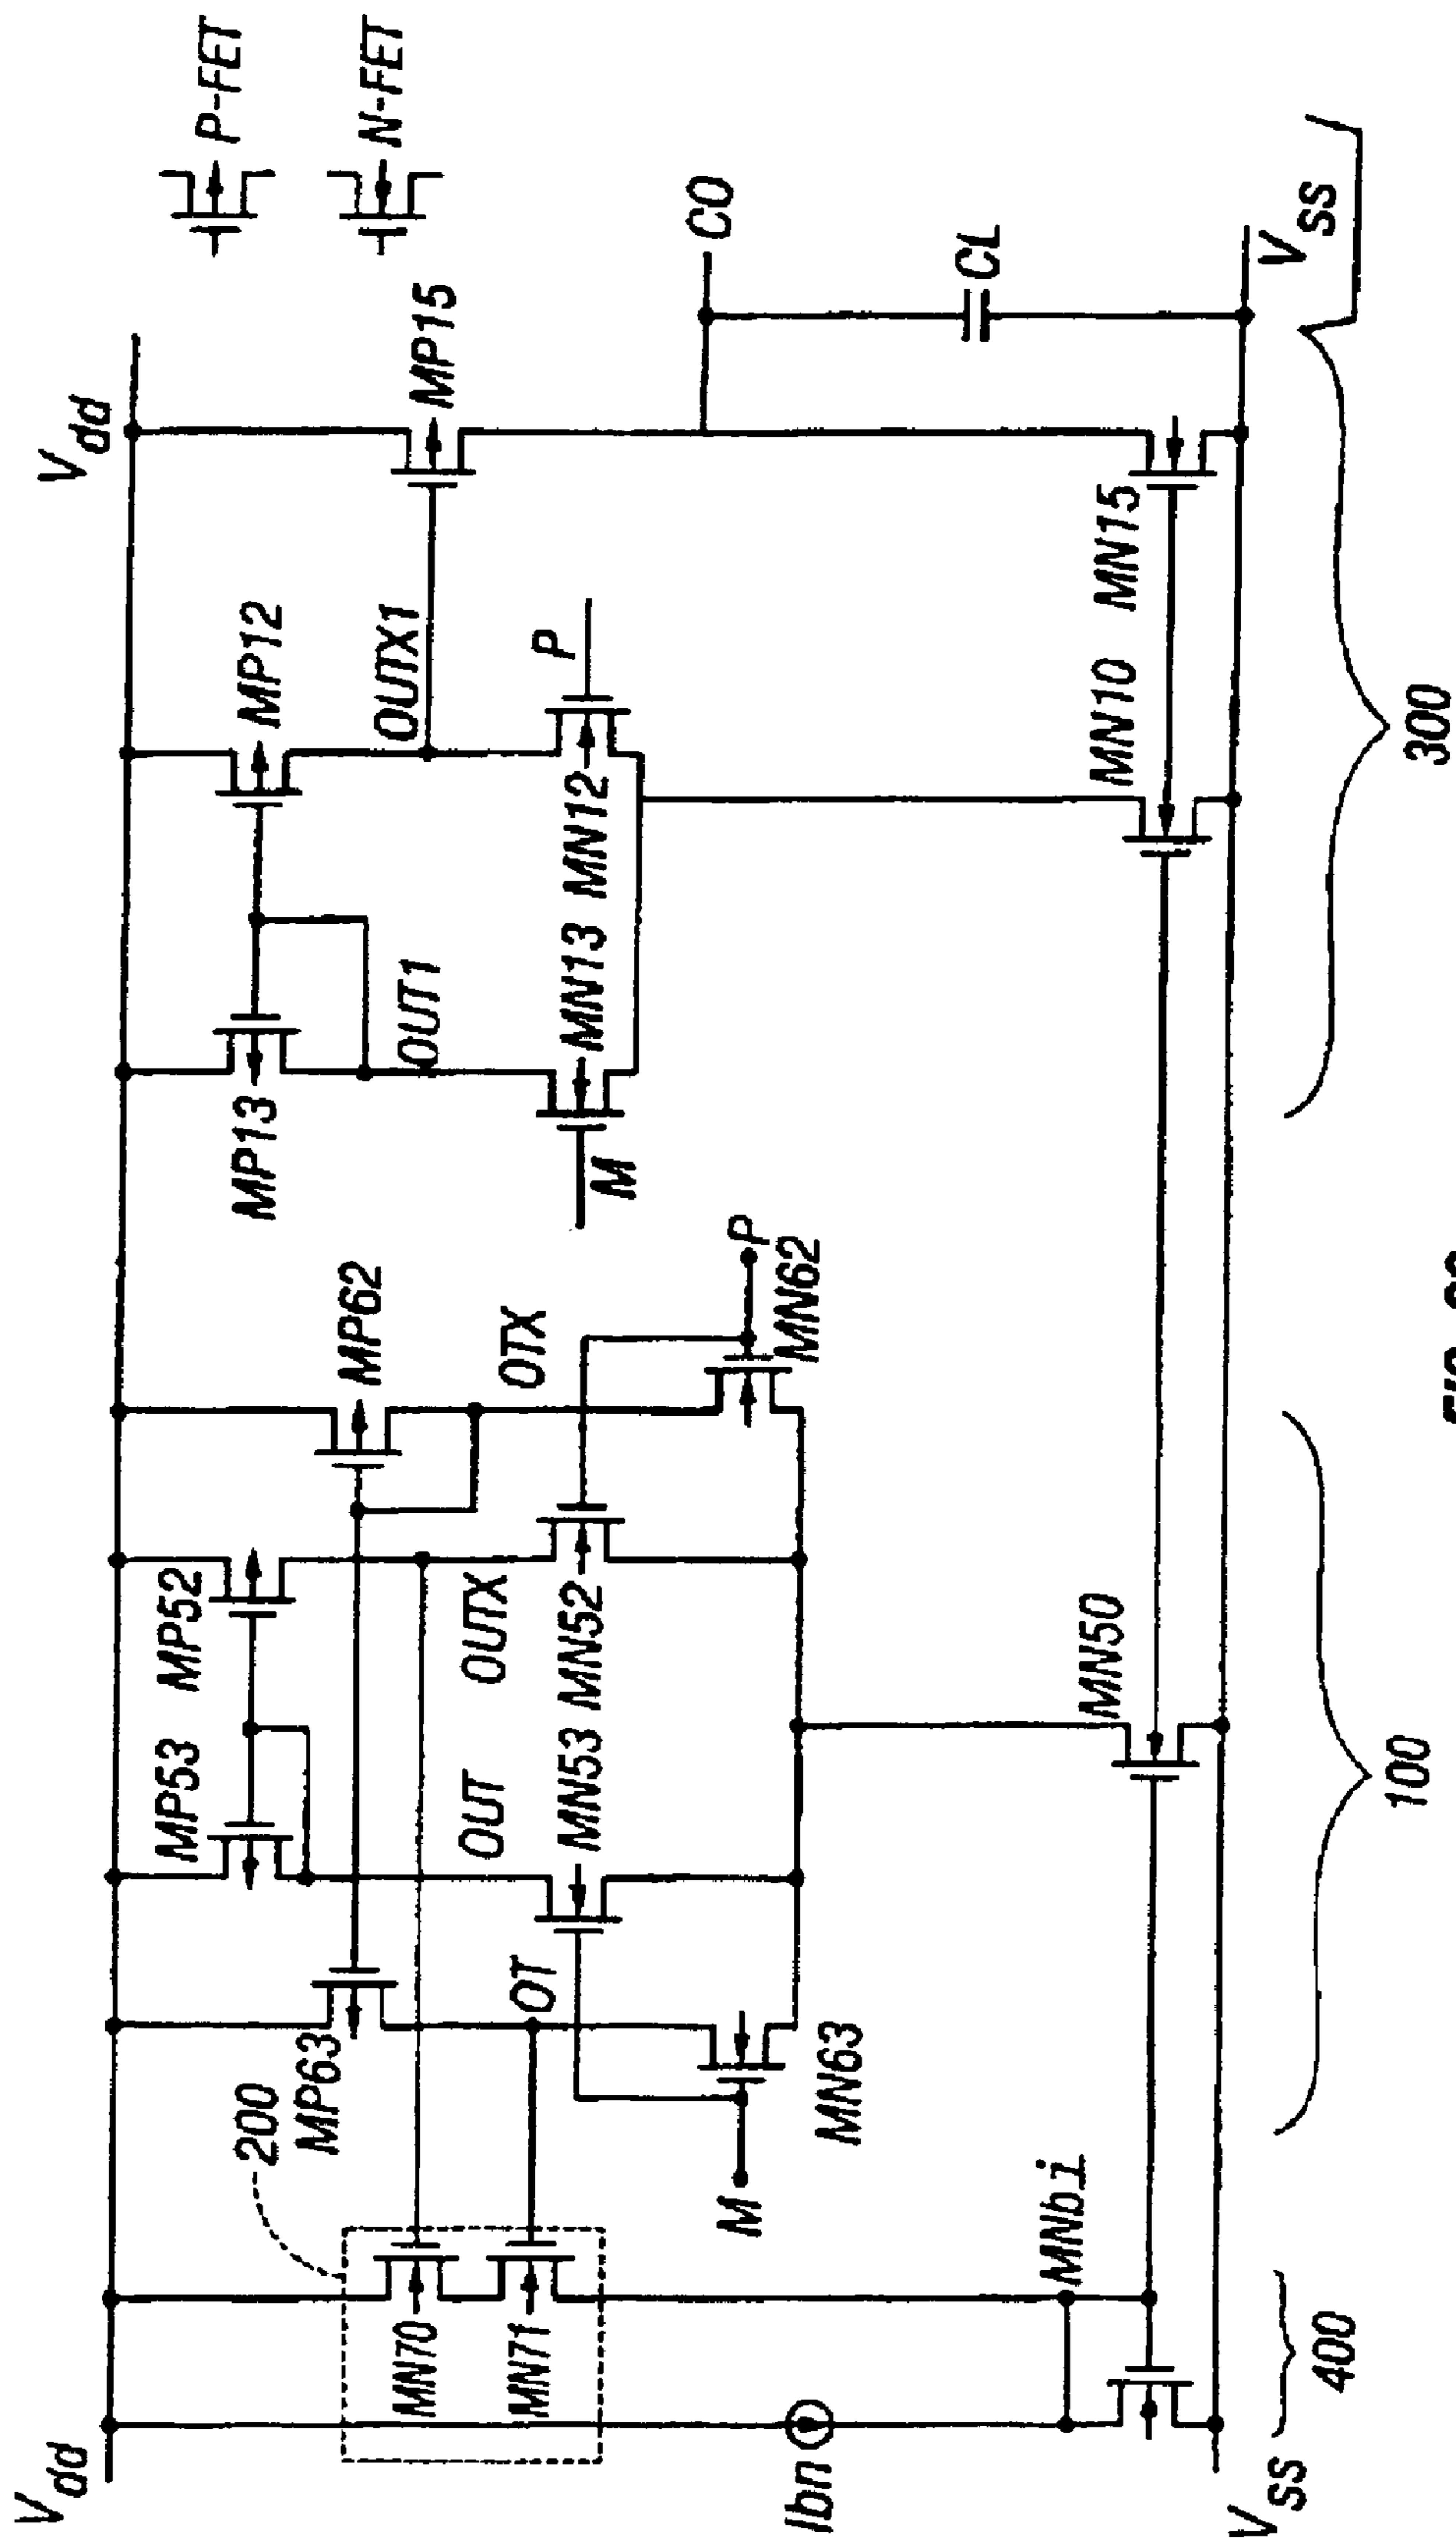 Vdd
Vdd
P-FET
N-FET
MP53
MP52
MP13
MP12
200
MP63
MP62
MN70
MN71
OT
OUT
OUTX
OTX
OUT1
OUTX1
MP15
MN53
MN52
MN13
MN12
P
M
M
P
MN63
MN62
CO
Ibn
CL
MNbi
MN50
MN10
MN15
Vss
Vss
400
100
300